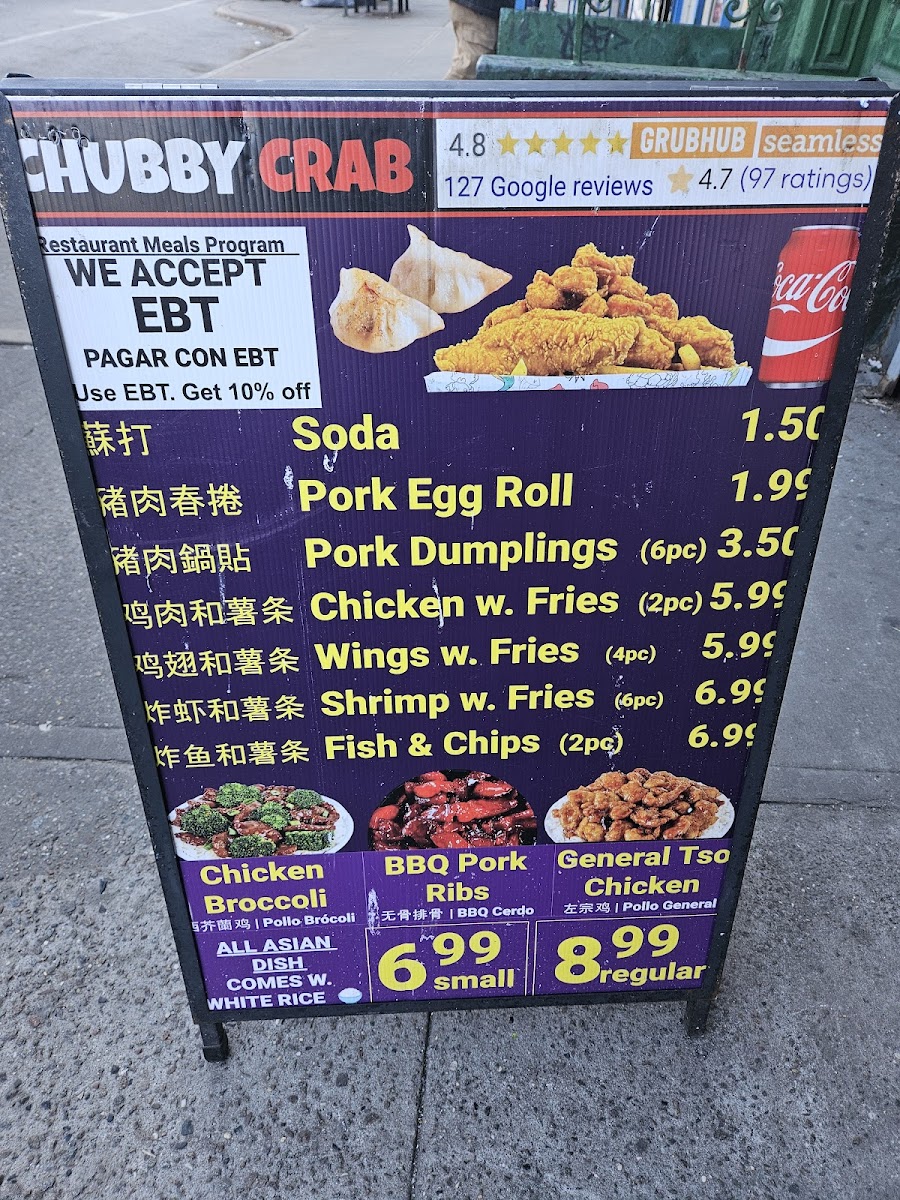 CHUBBY CRAB
4.8 GRUBHUB seamless
127 Google reviews 4.7 (97 ratings)
Restaurant Meals Program
WE ACCEPT
EBT
PAGAR CON EBT
Use EBT. Get 10% off
Coca-Co
蘇打 Soda 1.50
豬肉春捲 Pork Egg Roll 1.99
豬肉鍋貼 Pork Dumplings (6pc) 3.50
鸡肉和薯条 Chicken w. Fries (2pc) 5.99
鸡翅和薯条 Wings w. Fries (4pc) 5.99
炸虾和薯条 Shrimp w. Fries (6pc) 6.99
炸鱼和薯条 Fish & Chips (2pc) 6.99
Chicken
Broccoli
西芥蘭鸡 | Pollo Brócoli
BBQ Pork
Ribs
无骨排骨 | BBQ Cerdo
General Tso
Chicken
左宗鸡 | Pollo General
ALL ASIAN
DISH
COMES W.
WHITE RICE
6.99 small
8.99 regular